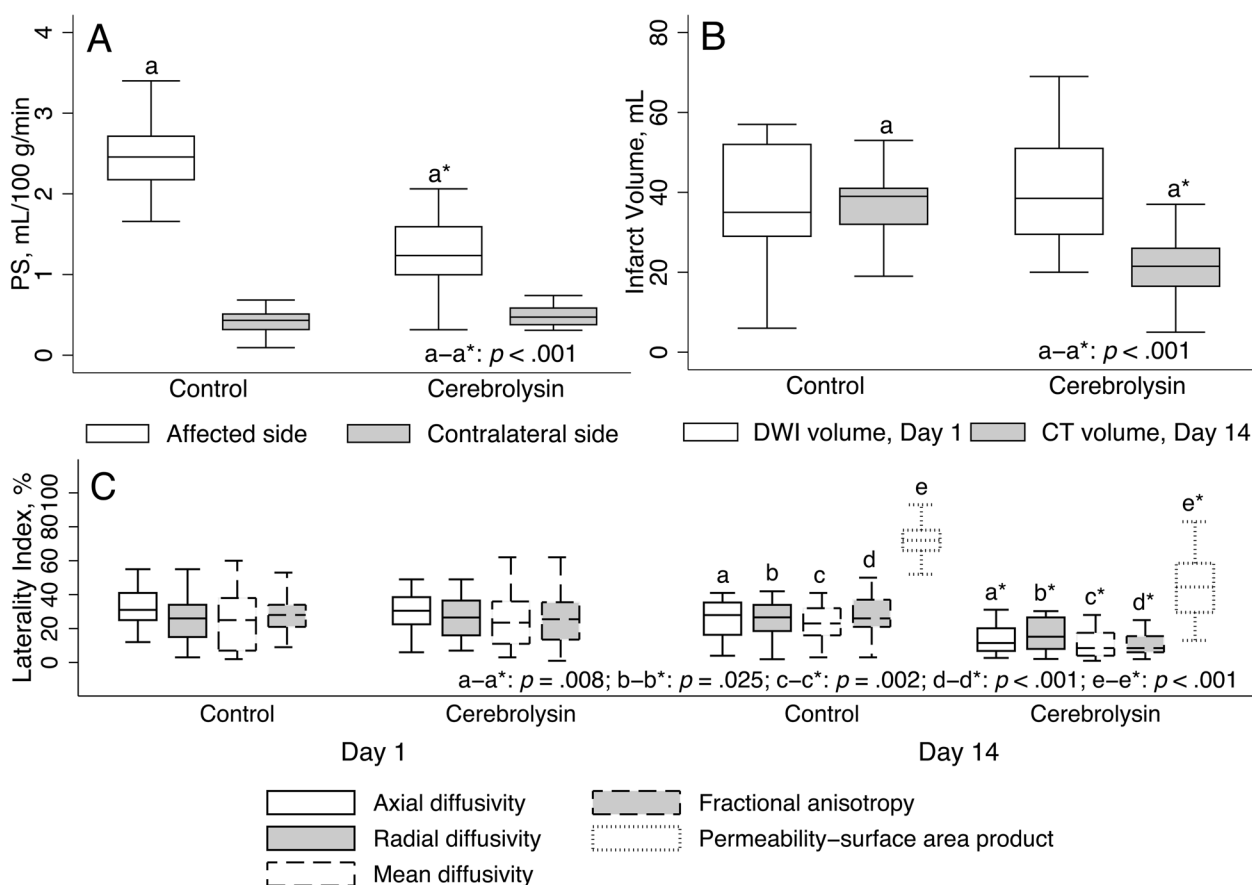 A
PS, mL/100 g/min
4
3
2
1
0
a
a*
a–a*: p < .001
Control
Cerebrolysin
Affected side
Contralateral side
B
Infarct Volume, mL
80
60
40
20
0
a
a*
a–a*: p < .001
Control
Cerebrolysin
DWI volume, Day 1
CT volume, Day 14
C
Laterality Index, %
100
80
60
40
20
0
a
b
c
d
e
a*
b*
c*
d*
e*
a–a*: p = .008; b–b*: p = .025; c–c*: p = .002; d–d*: p < .001; e–e*: p < .001
Control
Cerebrolysin
Control
Cerebrolysin
Day 1
Day 14
Axial diffusivity
Radial diffusivity
Mean diffusivity
Fractional anisotropy
Permeability–surface area product